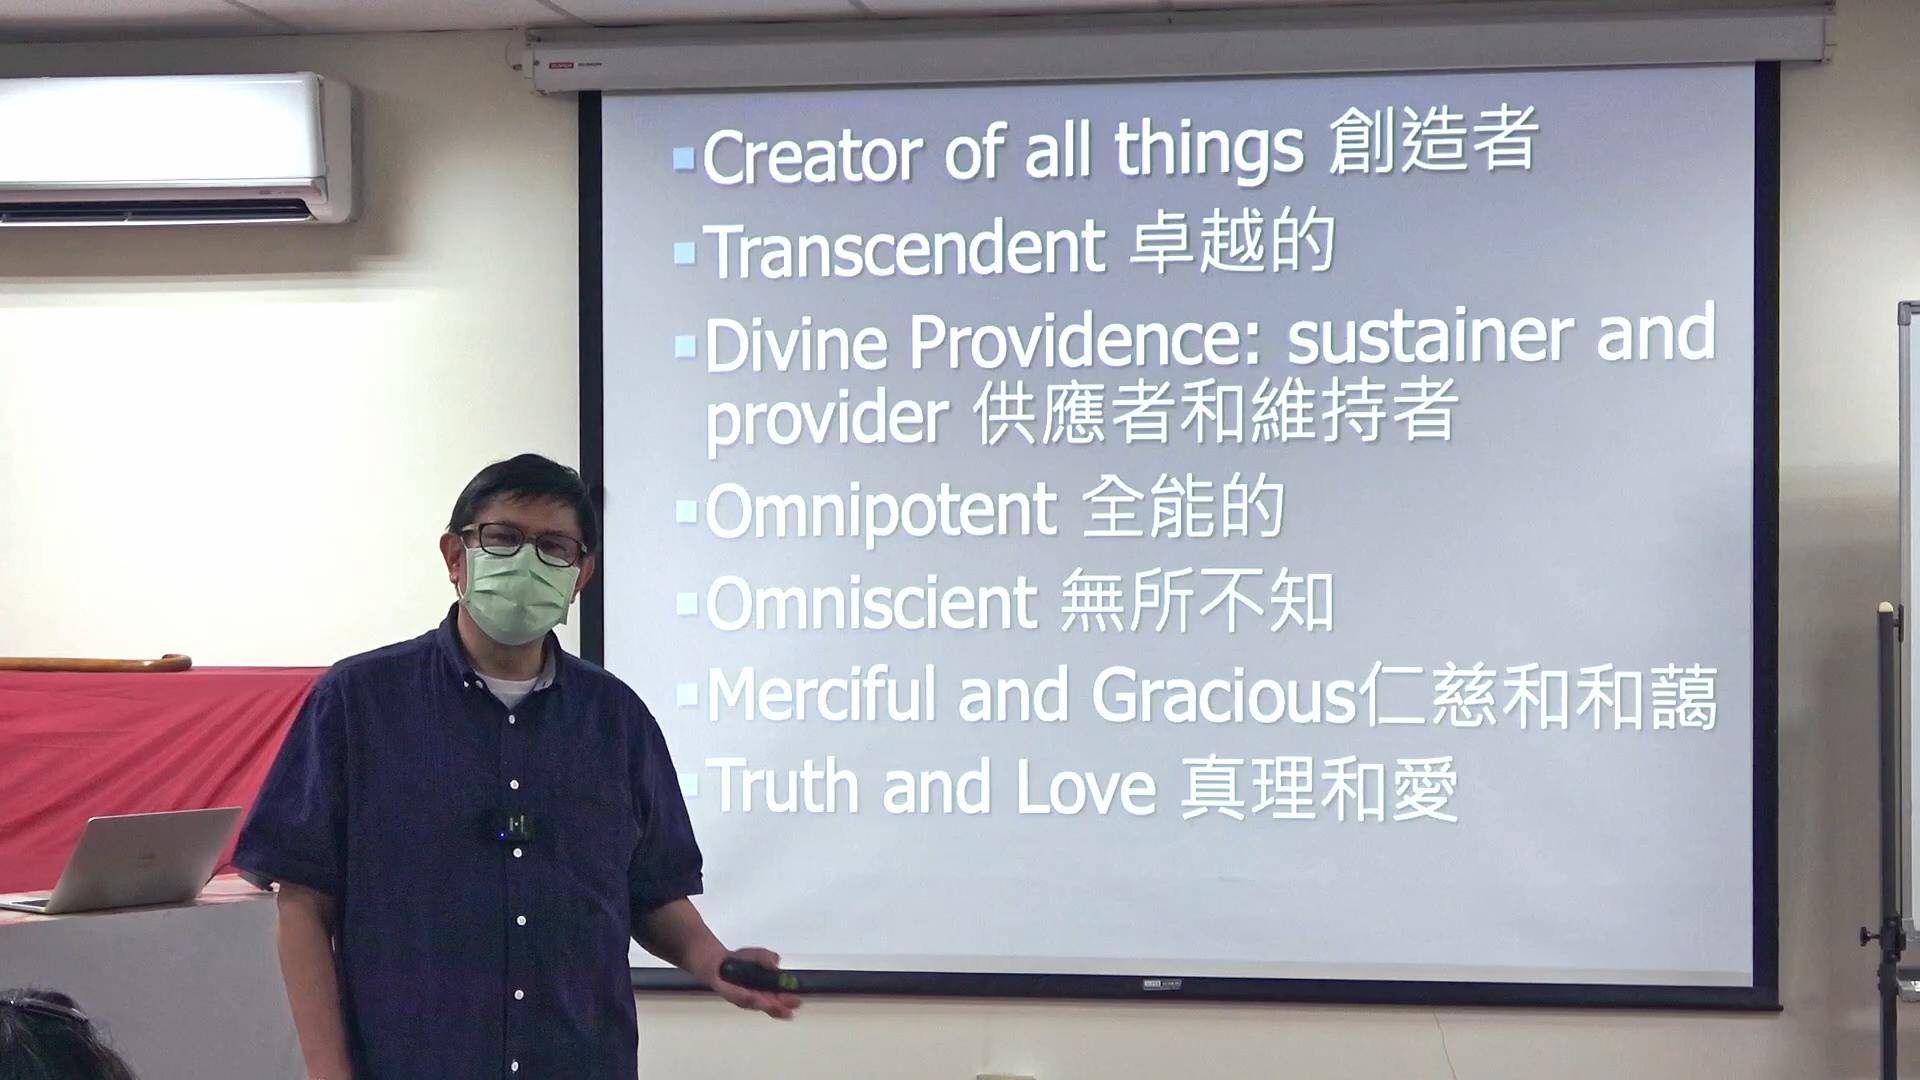 ▪Creator of all things 創造者
▪Transcendent 卓越的
▪Divine Providence: sustainer and
provider 供應者和維持者
▪Omnipotent 全能的
▪Omniscient 無所不知
▪Merciful and Gracious仁慈和和藹
▪Truth and Love 真理和愛